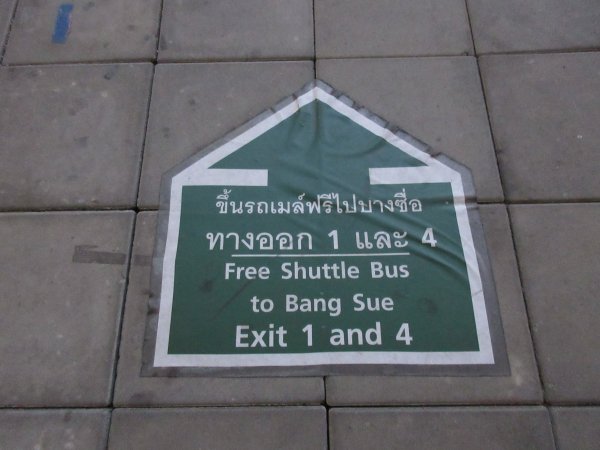 ขึ้นรถเมล์ฟรีไปบางซื่อ
ทางออก 1 และ 4
Free Shuttle Bus
to Bang Sue
Exit 1 and 4